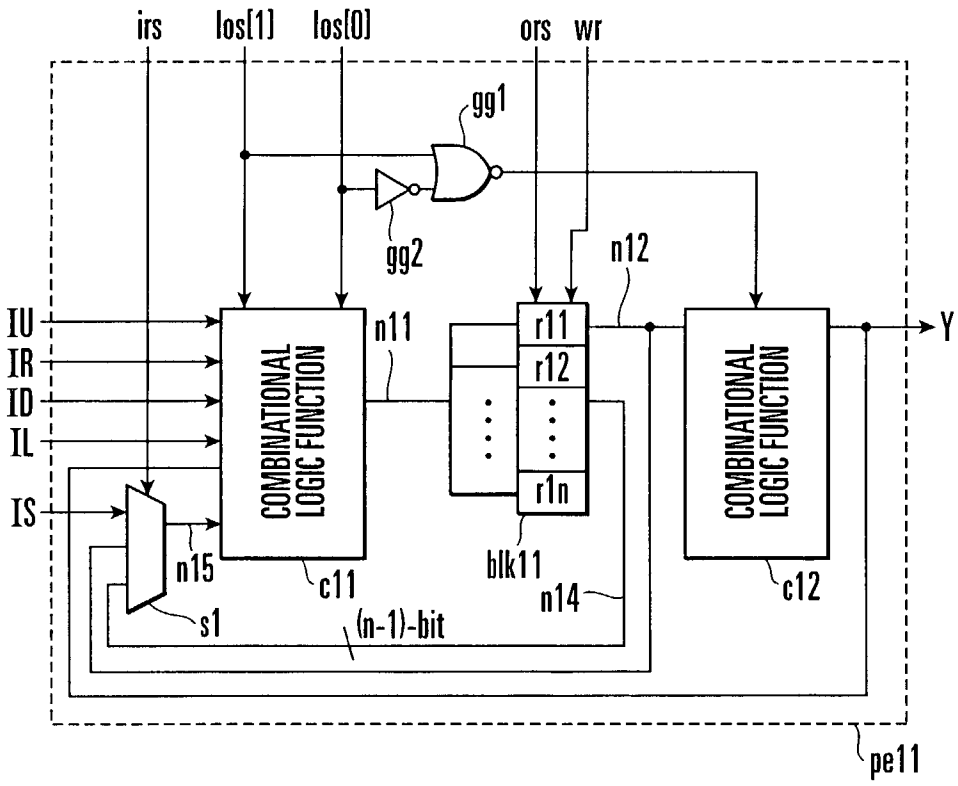 irs
los[1]
los[0]
ors
wr
gg1
gg2
n12
IU
IR
ID
IL
IS
n11
COMBINATIONAL
LOGIC FUNCTION
r11
r12
r1n
COMBINATIONAL
LOGIC FUNCTION
Y
n15
c11
blk11
n14
c12
s1
(n-1)-bit
pe11